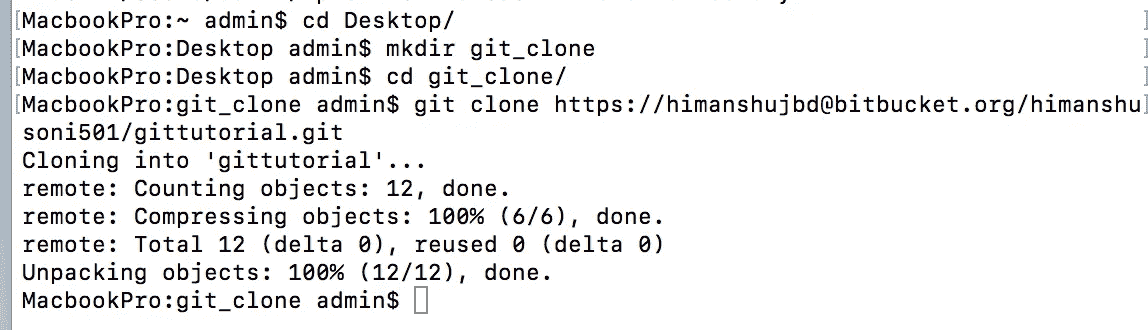 [MacbookPro:~ admin$ cd Desktop/
[MacbookPro:Desktop admin$ mkdir git_clone
[MacbookPro:Desktop admin$ cd git_clone/
[MacbookPro:git_clone admin$ git clone https://himanshujbd@bitbucket.org/himanshu]
soni501/gittutorial.git
Cloning into 'gittutorial'...
remote: Counting objects: 12, done.
remote: Compressing objects: 100% (6/6), done.
remote: Total 12 (delta 0), reused 0 (delta 0)
Unpacking objects: 100% (12/12), done.
MacbookPro:git_clone admin$